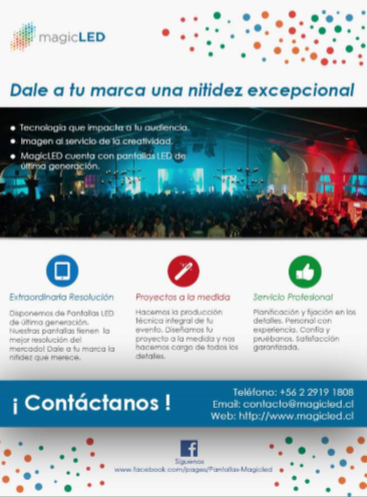 magicLED
Dale a tu marca una nitidez excepcional
● Tecnología que impacta a tu audiencia.
● Imagen al servicio de la creatividad.
● MagicLED cuenta con pantallas LED de
última generación.
Extraordinaria Resolución
Disponemos de Pantallas LED
de última generación.
Nuestras pantallas tienen la
mejor resolución del
mercado! Dale a tu marca la
nitidez que merece.
Proyectos a la medida
Hacemos la producción
técnica integral de tu
evento. Diseñamos tu
proyecto a la medida y nos
hacemos cargo de todos los
detalles.
Servicio Profesional
Planificación y fijación en los
detalles. Personal con
experiencia. Confía y
pruébanos. Satisfacción
garantizada.
¡ Contáctanos !
Teléfono: +56 2 2919 1808
Email: contacto@magicled.cl
Web: http://www.magicled.cl
f
Síguenos
www.facebook.com/pages/Pantallas-Magicled